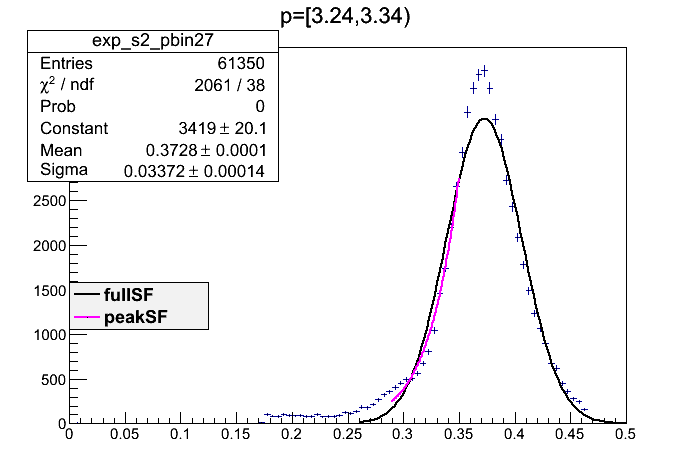 p=[3.24,3.34)
exp_s2_pbin27
Entries 61350
χ² / ndf 2061 / 38
Prob 0
Constant 3419 ± 20.1
Mean 0.3728 ± 0.0001
Sigma 0.03372 ± 0.00014
2500
2000
1500
fullSF
peakSF
1000
500
0
0 0.05 0.1 0.15 0.2 0.25 0.3 0.35 0.4 0.45 0.5